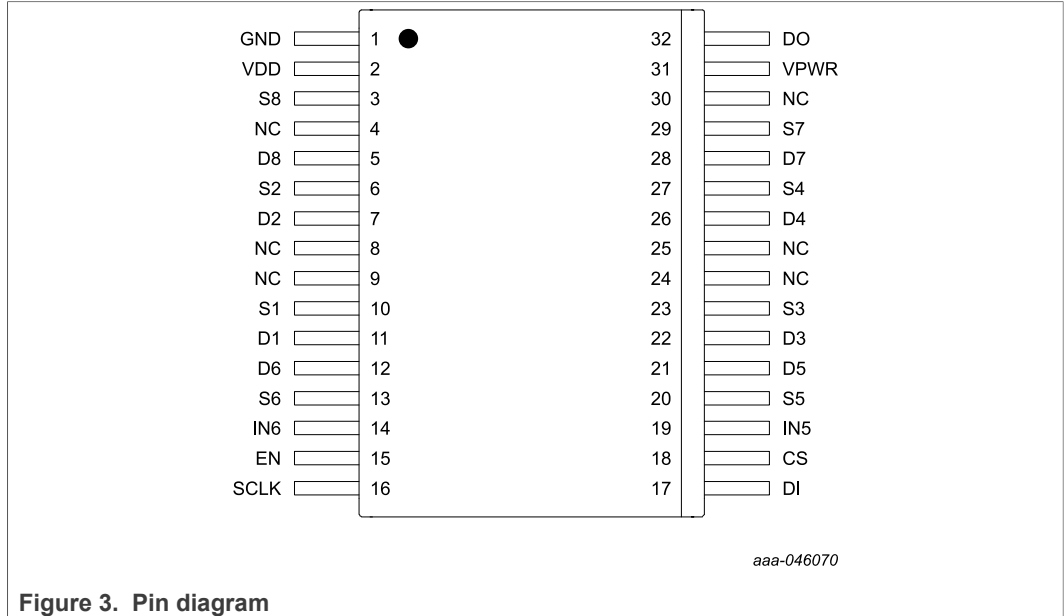 GND 1 32 DO
VDD 2 31 VPWR
S8 3 30 NC
NC 4 29 S7
D8 5 28 D7
S2 6 27 S4
D2 7 26 D4
NC 8 25 NC
NC 9 24 NC
S1 10 23 S3
D1 11 22 D3
D6 12 21 D5
S6 13 20 S5
IN6 14 19 IN5
EN 15 18 CS
SCLK 16 17 DI
aaa-046070
Figure 3. Pin diagram